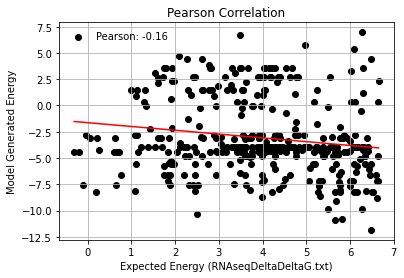 Pearson Correlation
Pearson: -0.16
7.5
5.0
2.5
0.0
−2.5
−5.0
−7.5
−10.0
−12.5
Model Generated Energy
0 1 2 3 4 5 6 7
Expected Energy (RNAseqDeltaDeltaG.txt)